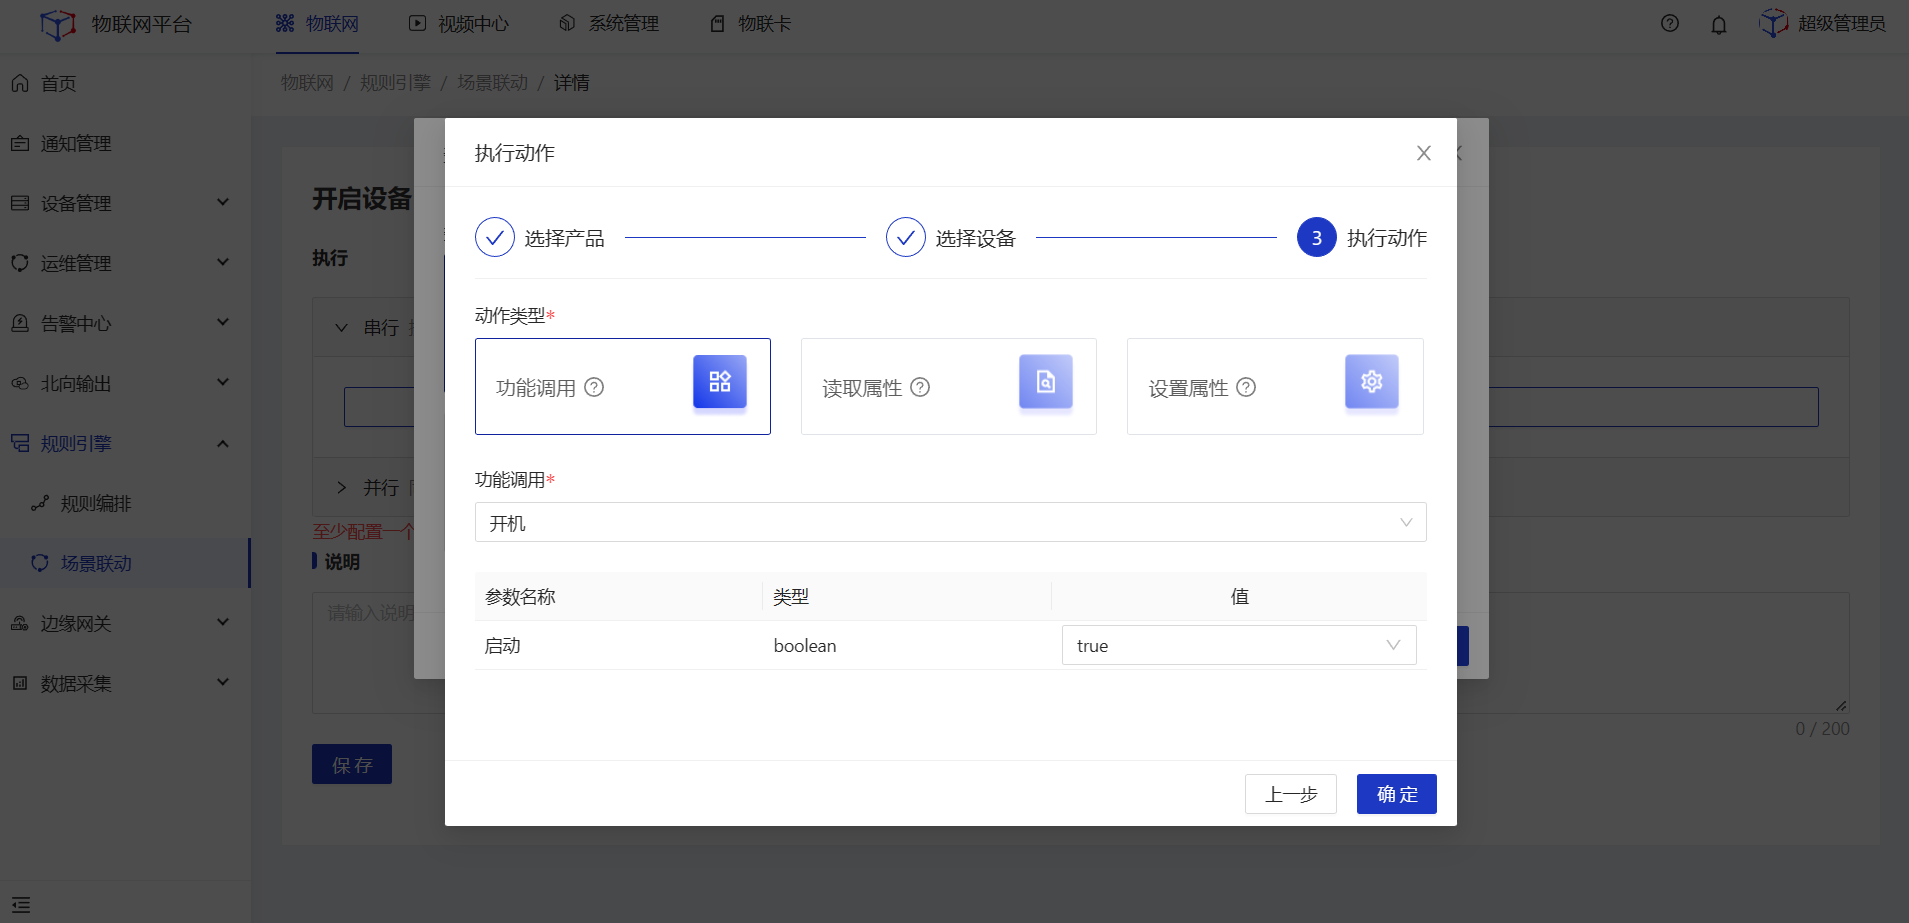 物联网平台
物联网
视频中心
系统管理
物联卡
超级管理员
首页
通知管理
设备管理
运维管理
告警中心
北向输出
规则引擎
规则编排
场景联动
边缘网关
数据采集
物联网 / 规则引擎 / 场景联动 / 详情
开启设备
执行
串行
并行
至少配置一个
说明
请输入说明
0 / 200
保 存
执行动作
选择产品
选择设备
3 执行动作
动作类型*
功能调用
读取属性
设置属性
功能调用*
开机
参数名称 类型 值
启动 boolean true
上一步 确 定